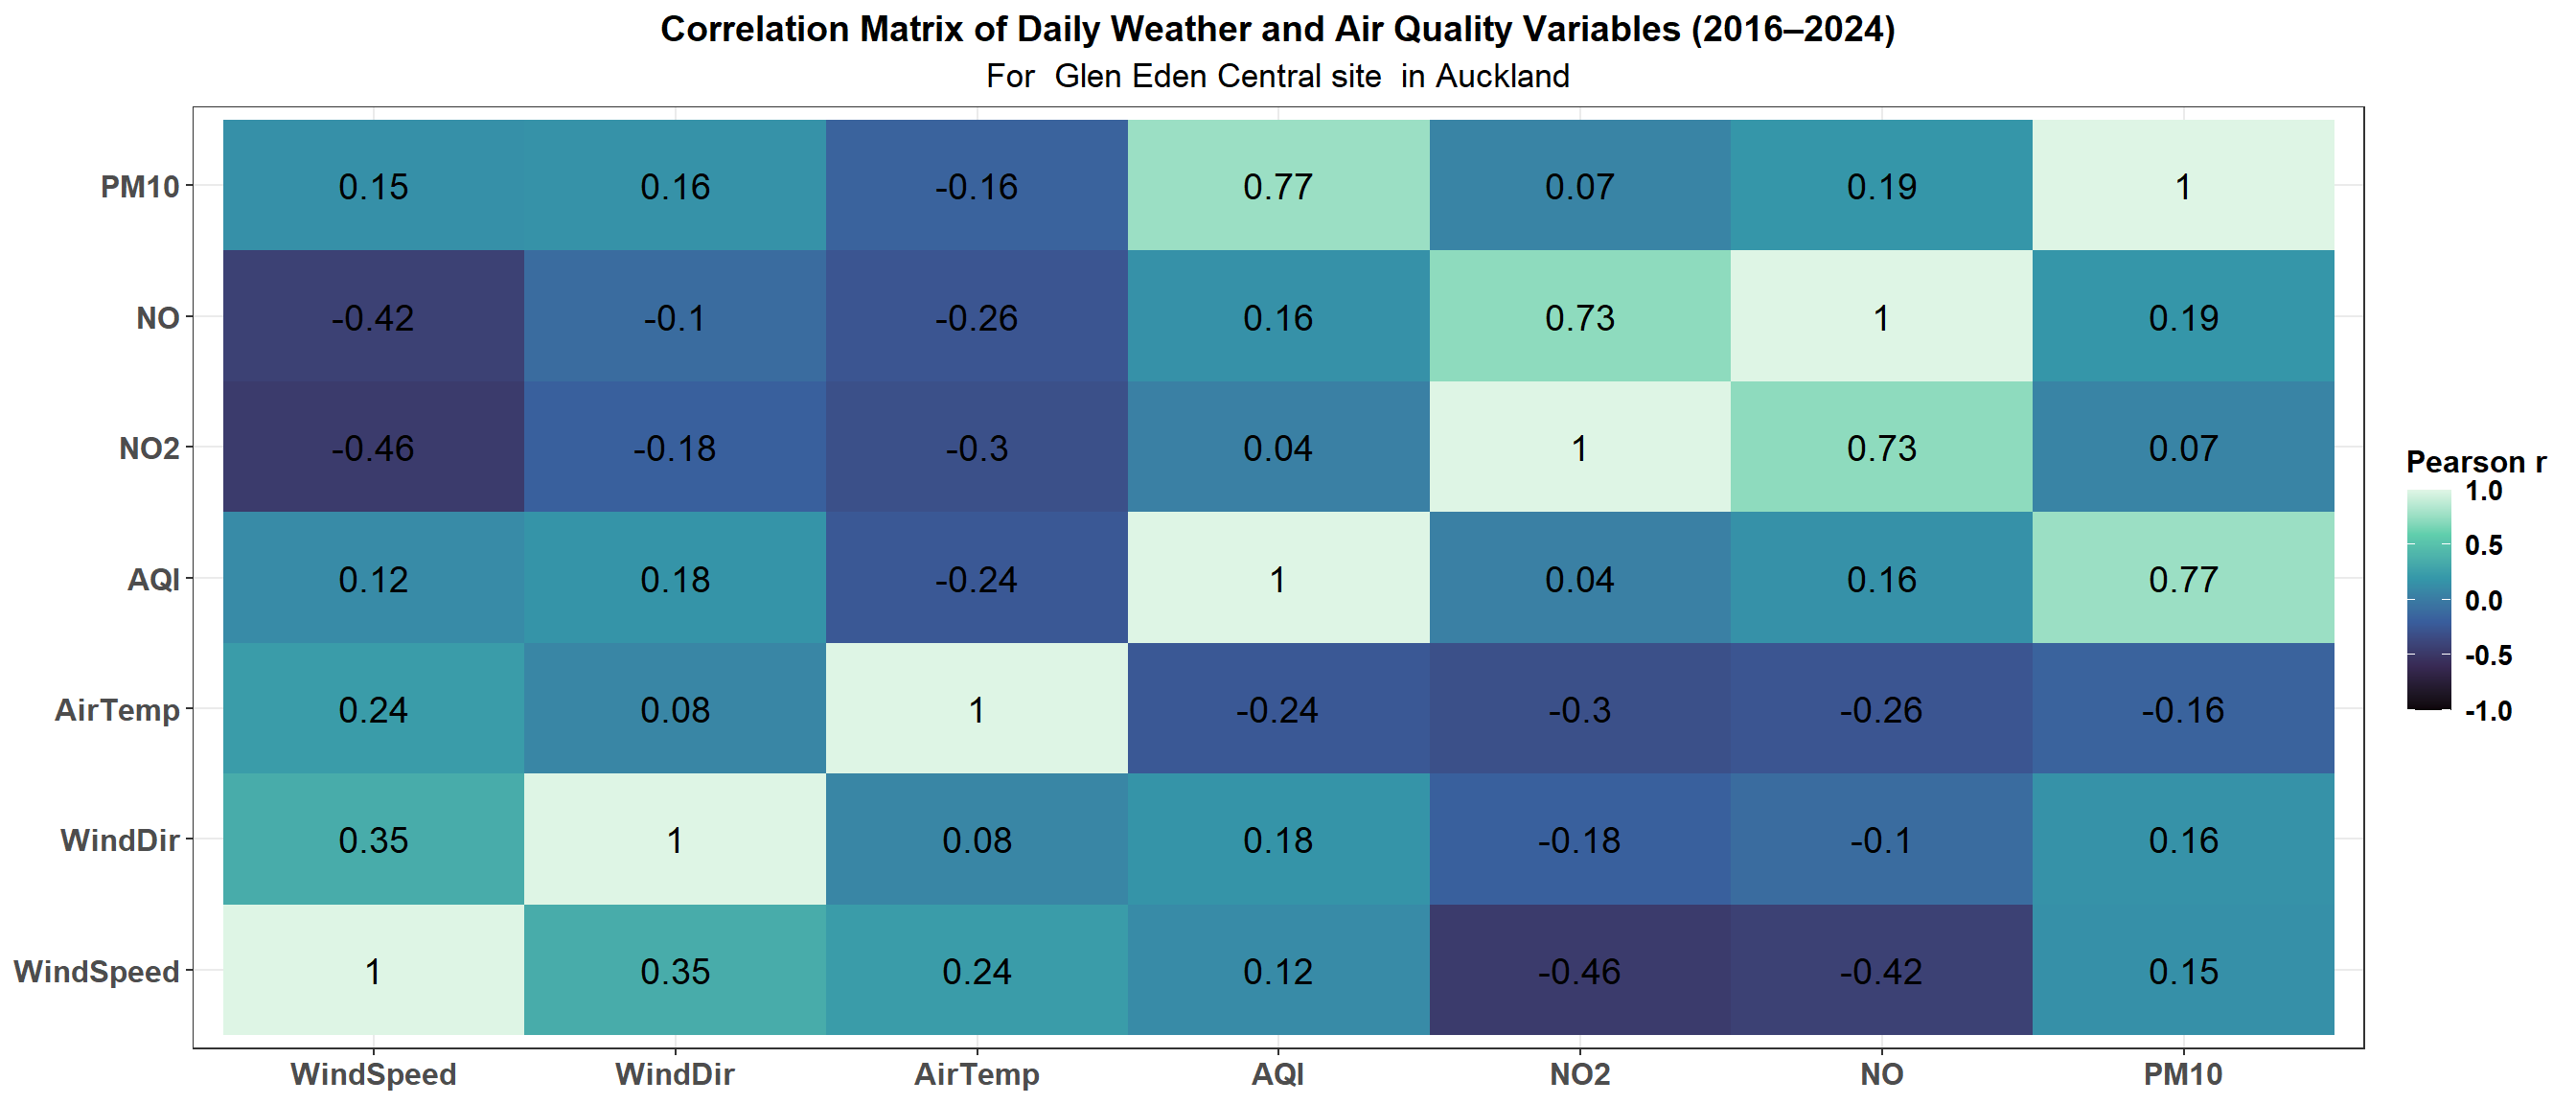 Correlation Matrix of Daily Weather and Air Quality Variables (2016–2024)
For  Glen Eden Central site  in Auckland
PM10 0.15 0.16 -0.16 0.77 0.07 0.19 1
NO -0.42 -0.1 -0.26 0.16 0.73 1 0.19
NO2 -0.46 -0.18 -0.3 0.04 1 0.73 0.07
AQI 0.12 0.18 -0.24 1 0.04 0.16 0.77
AirTemp 0.24 0.08 1 -0.24 -0.3 -0.26 -0.16
WindDir 0.35 1 0.08 0.18 -0.18 -0.1 0.16
WindSpeed 1 0.35 0.24 0.12 -0.46 -0.42 0.15
WindSpeed WindDir AirTemp AQI NO2 NO PM10
Pearson r
1.0
0.5
0.0
-0.5
-1.0